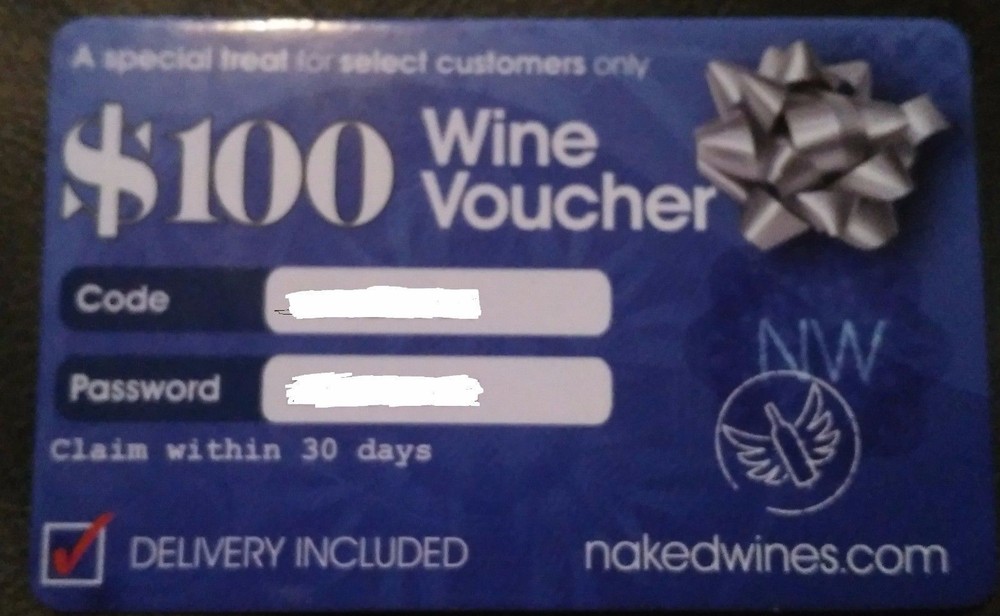 A special treat for select customers only
$100 Wine
Voucher
Code
Password
Claim within 30 days
NW
DELIVERY INCLUDED
nakedwines.com